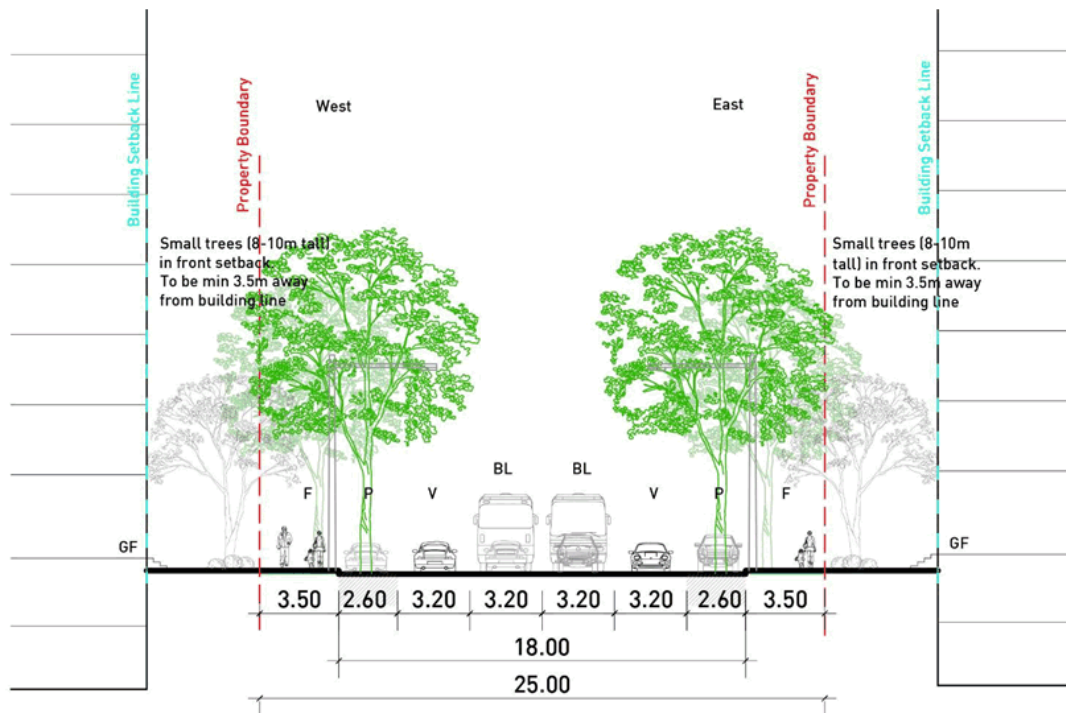 West
East
Building Setback Line
Property Boundary
Property Boundary
Building Setback Line
Small trees (8-10m tall)
in front setback.
To be min 3.5m away
from building line
Small trees (8-10m
tall) in front setback.
To be min 3.5m away
from building line
BL BL
F P V V P F
GF GF
3.50 2.60 3.20 3.20 3.20 3.20 2.60 3.50
18.00
25.00